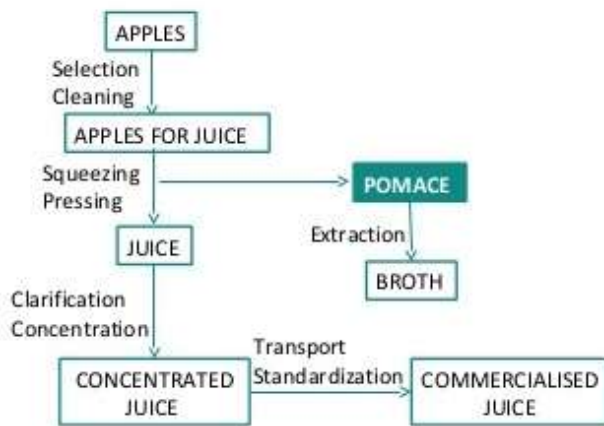 APPLES
Selection
Cleaning
APPLES FOR JUICE
Squeezing
Pressing
POMACE
JUICE
Extraction
BROTH
Clarification
Concentration
Transport
Standardization
CONCENTRATED
JUICE
COMMERCIALISED
JUICE